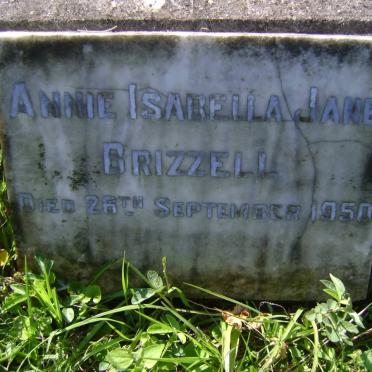 Annie Isabella Jane
Brizzell
Died 26th September 1950